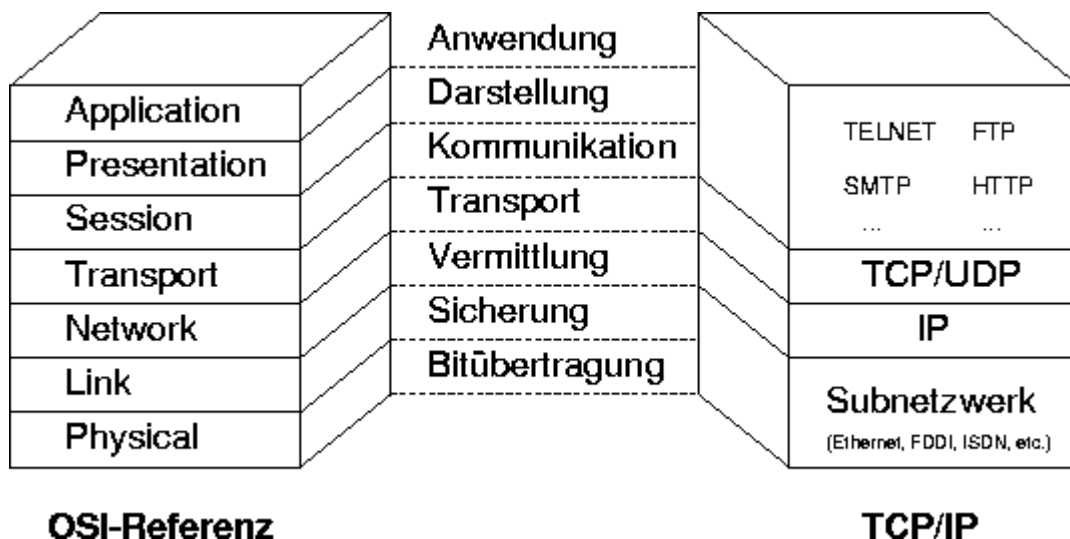 Application
Presentation
Session
Transport
Network
Link
Physical
OSI-Referenz
Anwendung
Darstellung
Kommunikation
Transport
Vermittlung
Sicherung
Bitübertragung
TELNET FTP
SMTP HTTP
... ...
TCP/UDP
IP
Subnetzwerk
(Ethernet, FDDI, ISDN, etc.)
TCP/IP